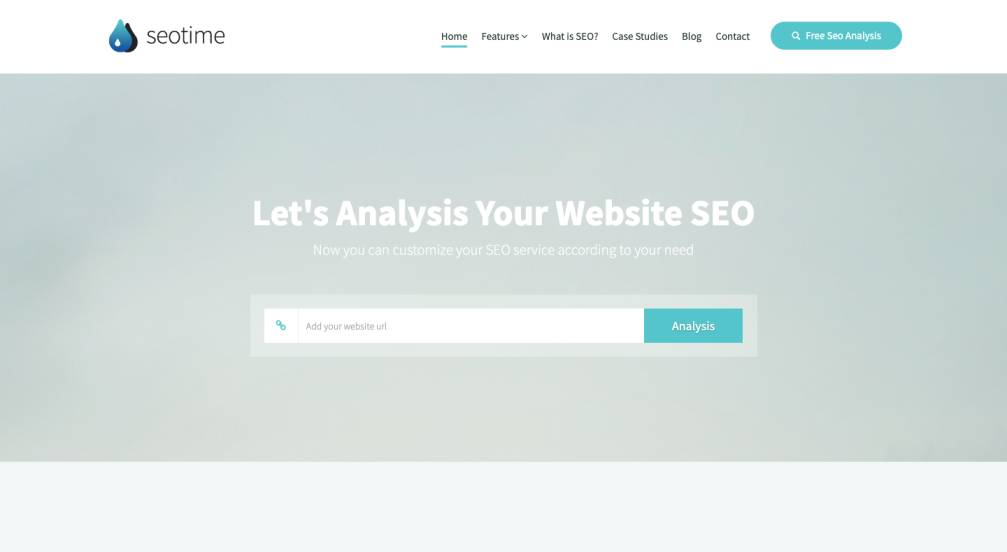 seotime
Home Features What is SEO? Case Studies Blog Contact Free Seo Analysis
Let's Analysis Your Website SEO
Now you can customize your SEO service according to your need
Add your website url Analysis